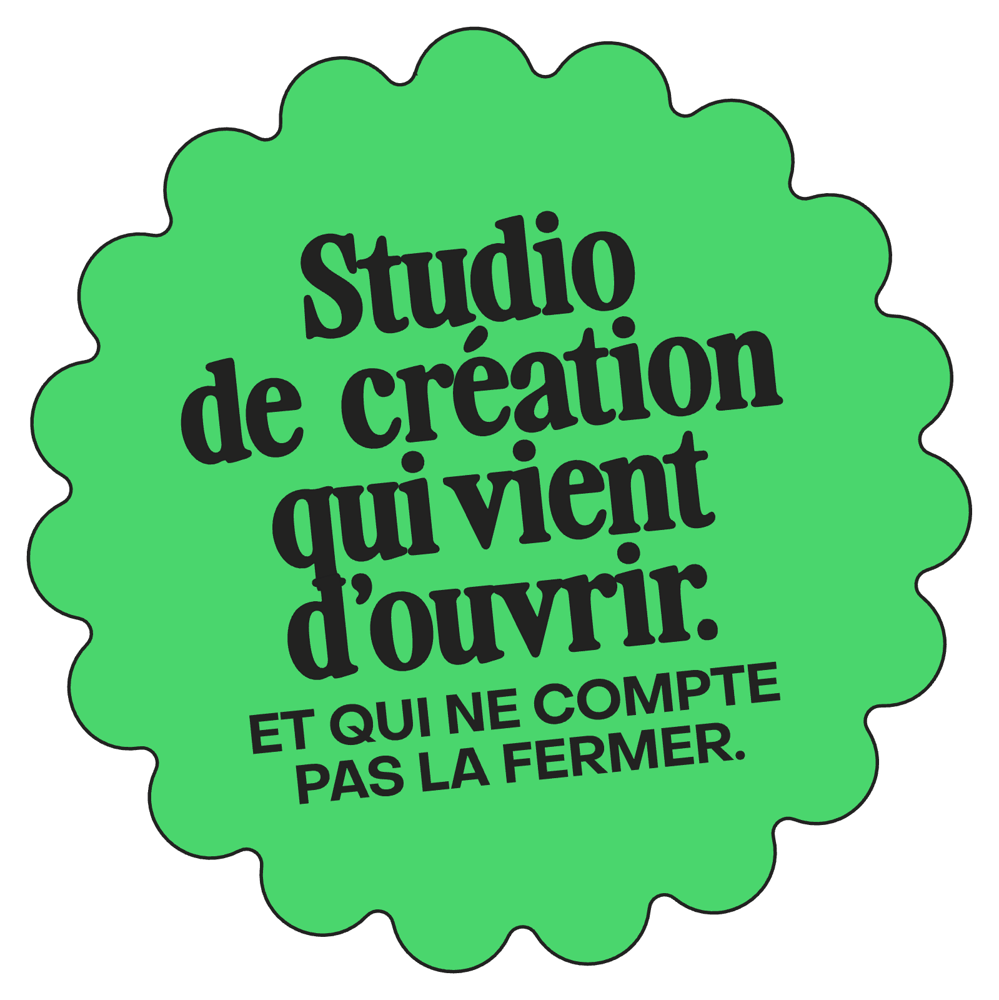 Studio
de création
qui vient
d’ouvrir.
ET QUI NE COMPTE
PAS LA FERMER.